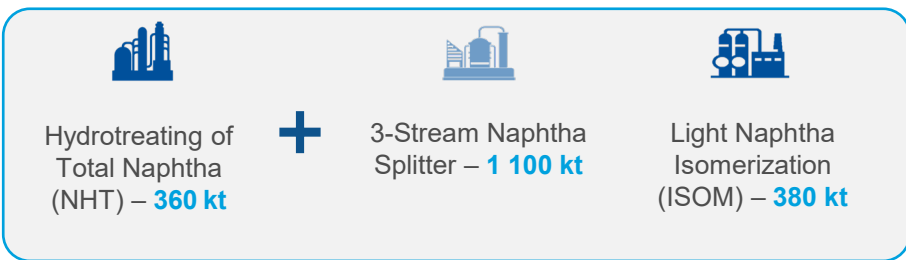 Hydrotreating of
Total Naphtha
(NHT) – 360 kt
+
3-Stream Naphtha
Splitter – 1 100 kt
Light Naphtha
Isomerization
(ISOM) – 380 kt